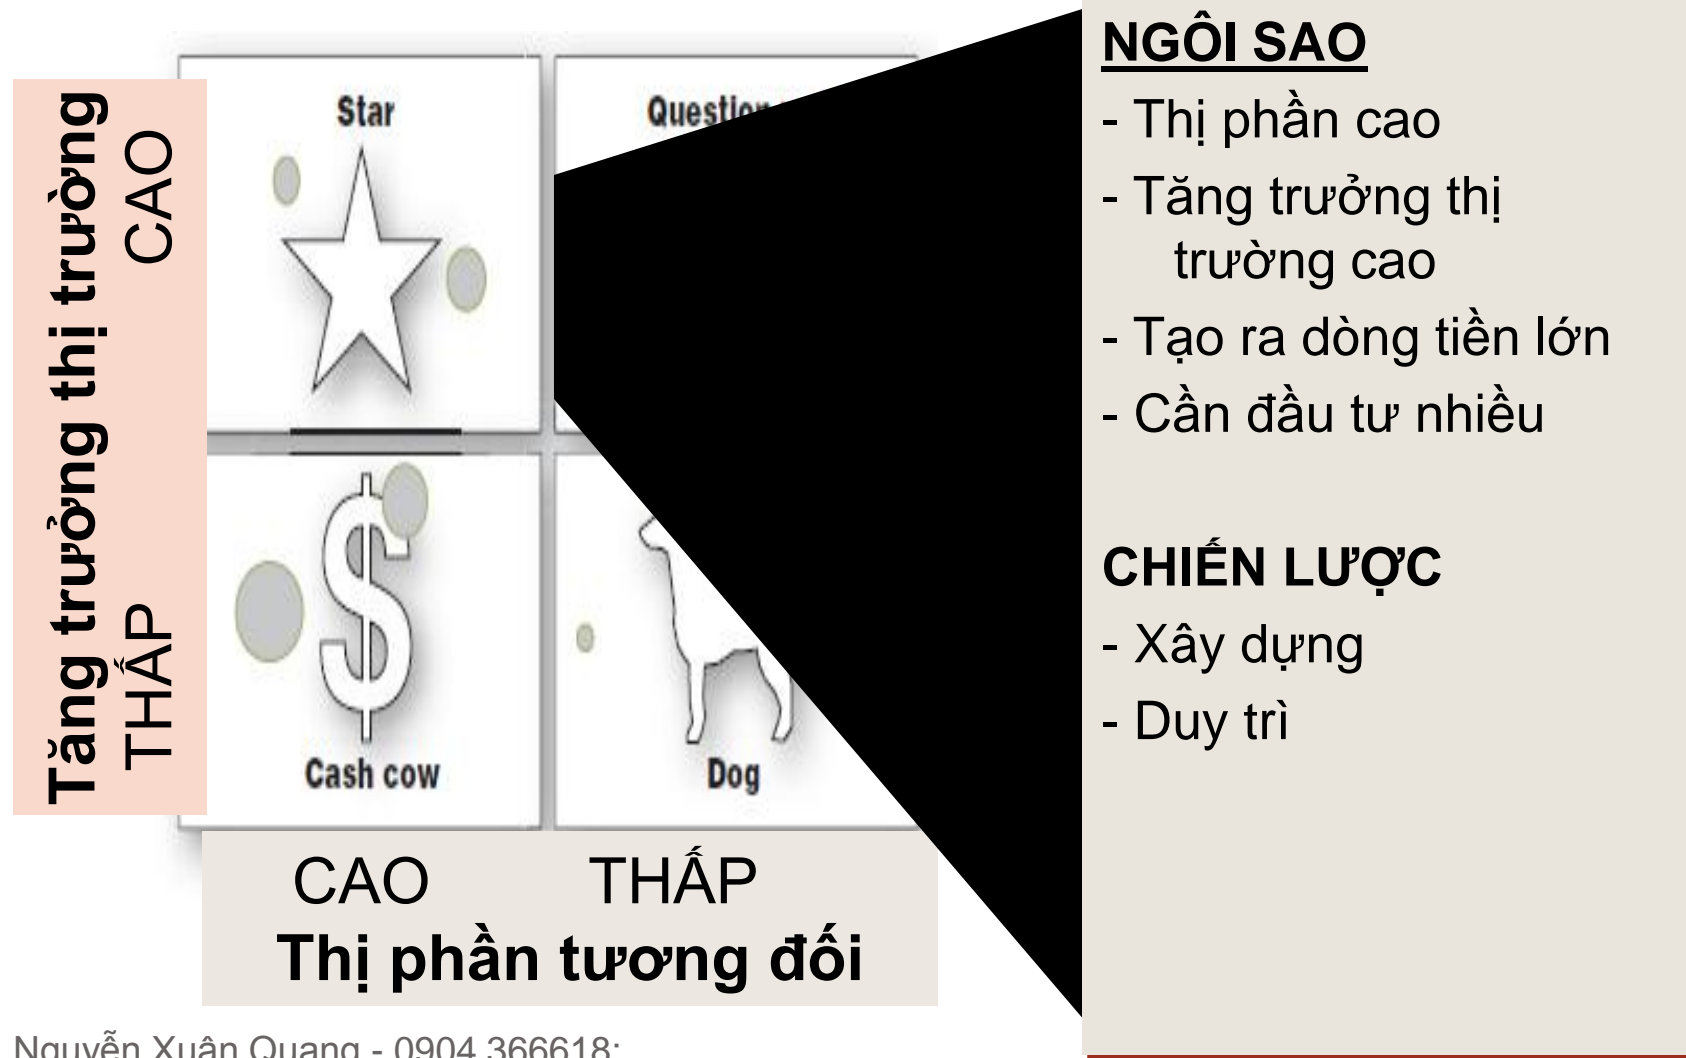 NGÔI SAO
- Thị phần cao
- Tăng trưởng thị
trường cao
- Tạo ra dòng tiền lớn
- Cần đầu tư nhiều
CHIẾN LƯỢC
- Xây dựng
- Duy trì
Tăng trưởng thị trường
THẤP CAO
Star
Question
Cash cow
Dog
CAO THẤP
Thị phần tương đối
Nguyễn Xuân Quang - 0904 366618;